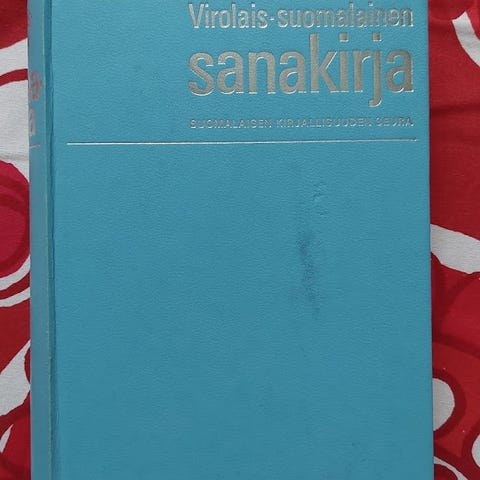 Virolais-suomalainen
sanakirja
SUOMALAISEN KIRJALLISUUDEN SEURA